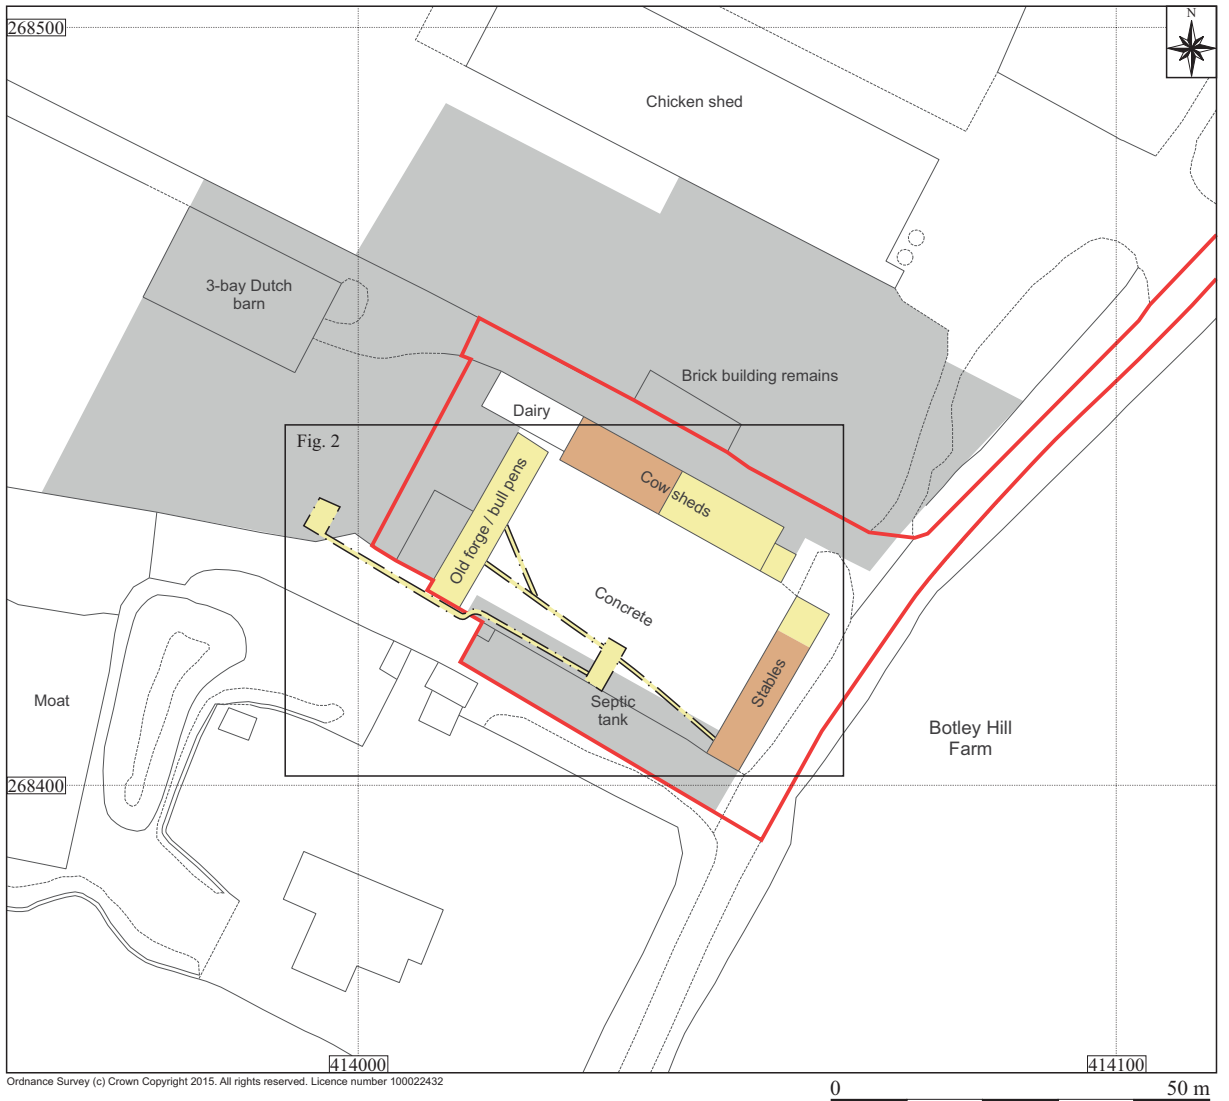 268500
N
Chicken shed
3-bay Dutch
barn
Brick building remains
Dairy
Fig. 2
Cow sheds
Old forge / bull pens
Concrete
Stables
Septic
tank
Moat
Botley Hill
Farm
268400
414000
414100
Ordnance Survey (c) Crown Copyright 2015. All rights reserved. Licence number 100022432
0
50 m